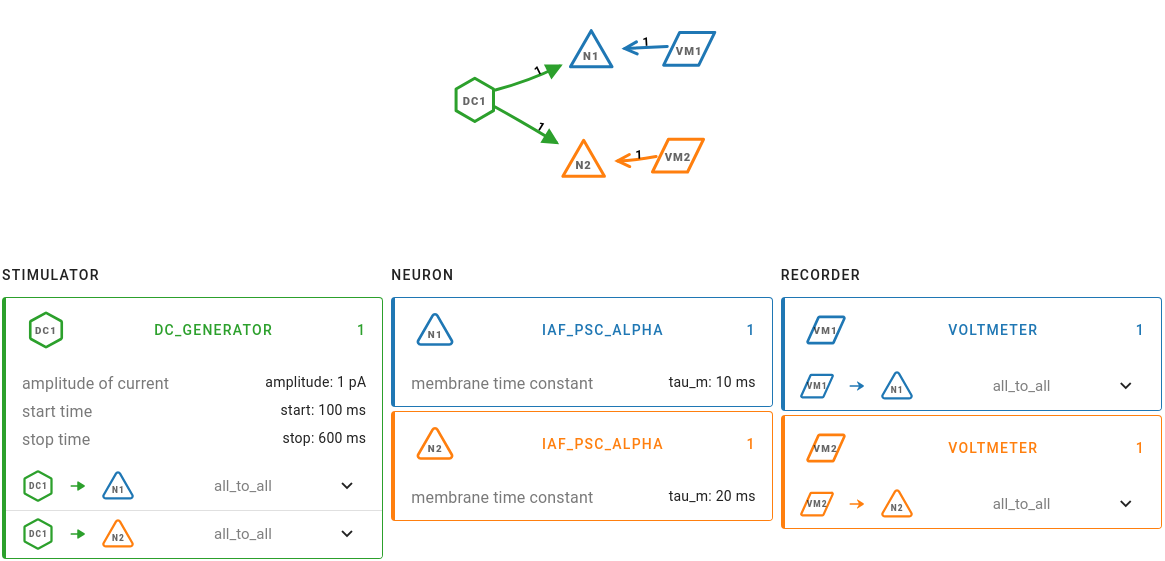 N1
1
VM1
1
DC1
1
N2
1
VM2
STIMULATOR
DC1
DC_GENERATOR
1
amplitude of current
amplitude: 1 pA
start time
start: 100 ms
stop time
stop: 600 ms
DC1
N1
all_to_all
DC1
N2
all_to_all
NEURON
N1
IAF_PSC_ALPHA
1
membrane time constant
tau_m: 10 ms
N2
IAF_PSC_ALPHA
1
membrane time constant
tau_m: 20 ms
RECORDER
VM1
VOLTMETER
1
VM1
N1
all_to_all
VM2
VOLTMETER
1
VM2
N2
all_to_all